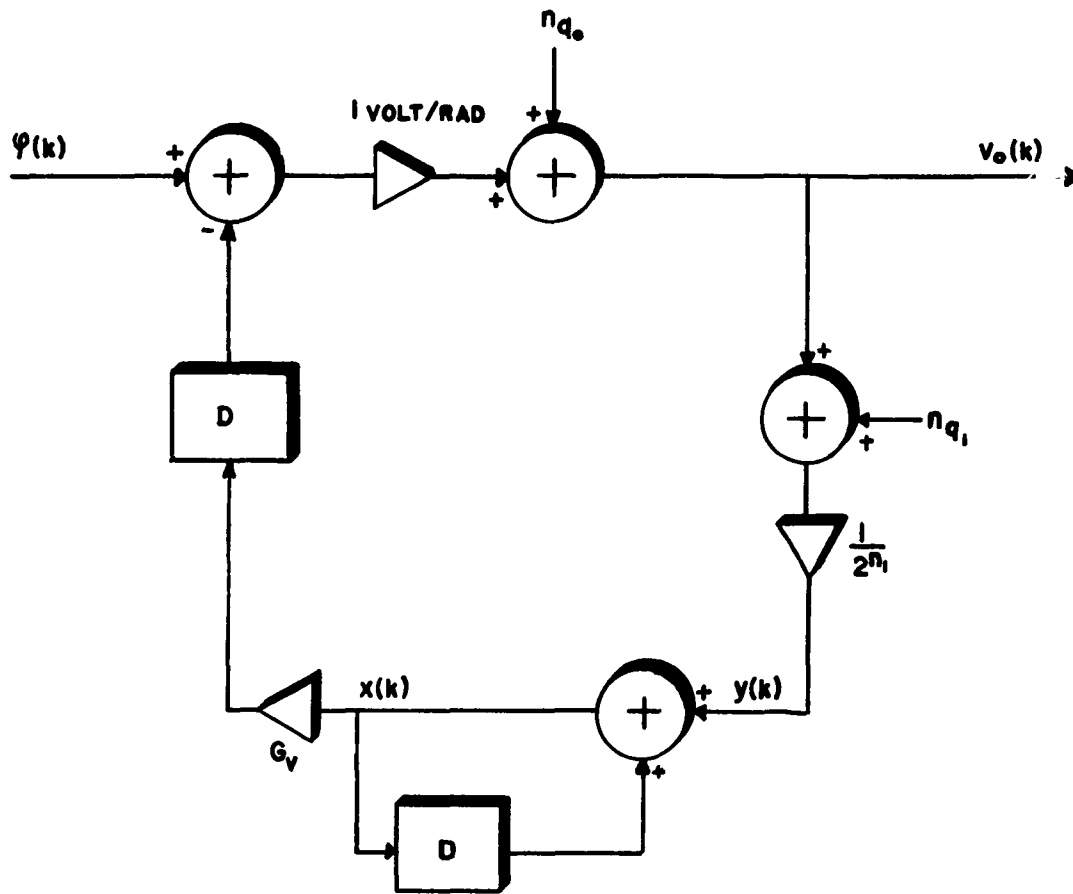 n_q₀
1 VOLT/RAD
φ(k)
+
+
+
+
+
v₀(k)
-
+
D
+
n_q₁
+
1/2^n₁
x(k)
+
y(k)
+
G_V
+
D